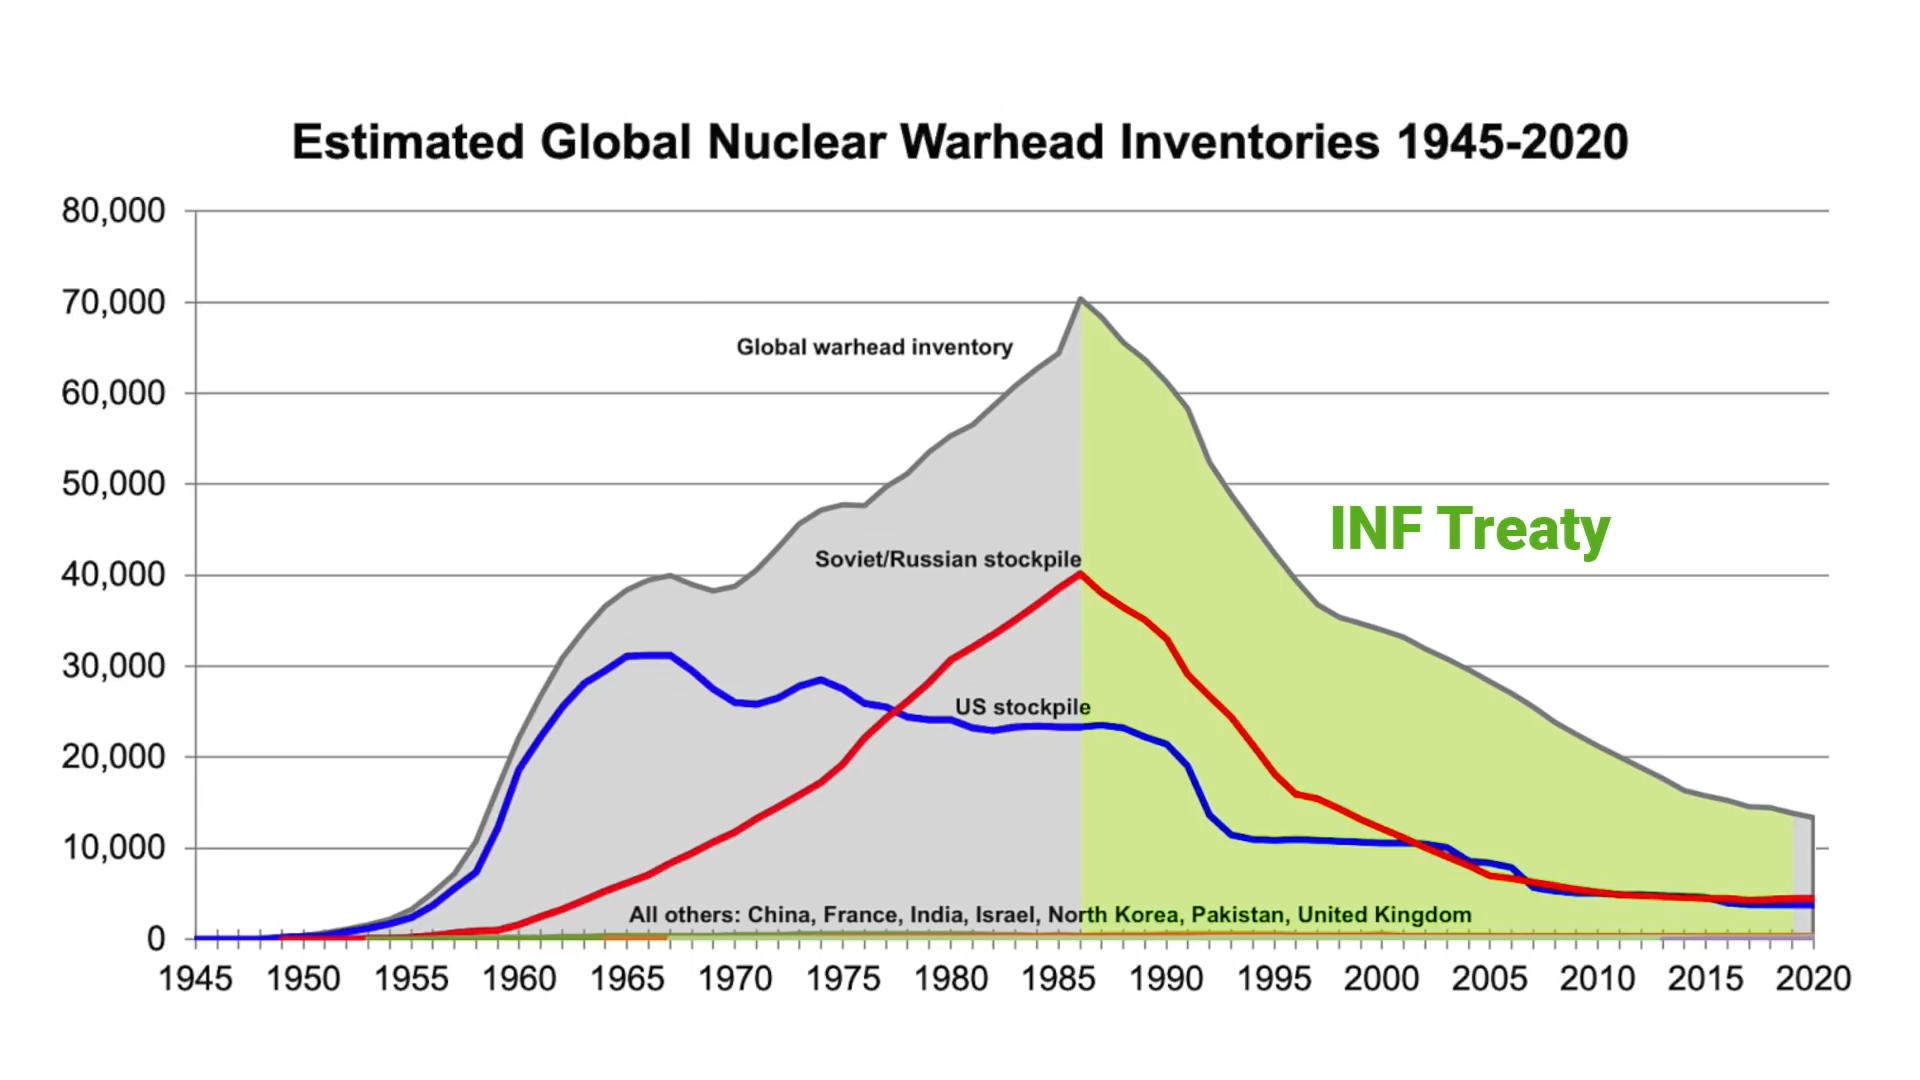 Estimated Global Nuclear Warhead Inventories 1945-2020
80,000
70,000
Global warhead inventory
60,000
50,000
INF Treaty
Soviet/Russian stockpile
40,000
30,000
US stockpile
20,000
10,000
All others: China, France, India, Israel, North Korea, Pakistan, United Kingdom
0
1945 1950 1955 1960 1965 1970 1975 1980 1985 1990 1995 2000 2005 2010 2015 2020